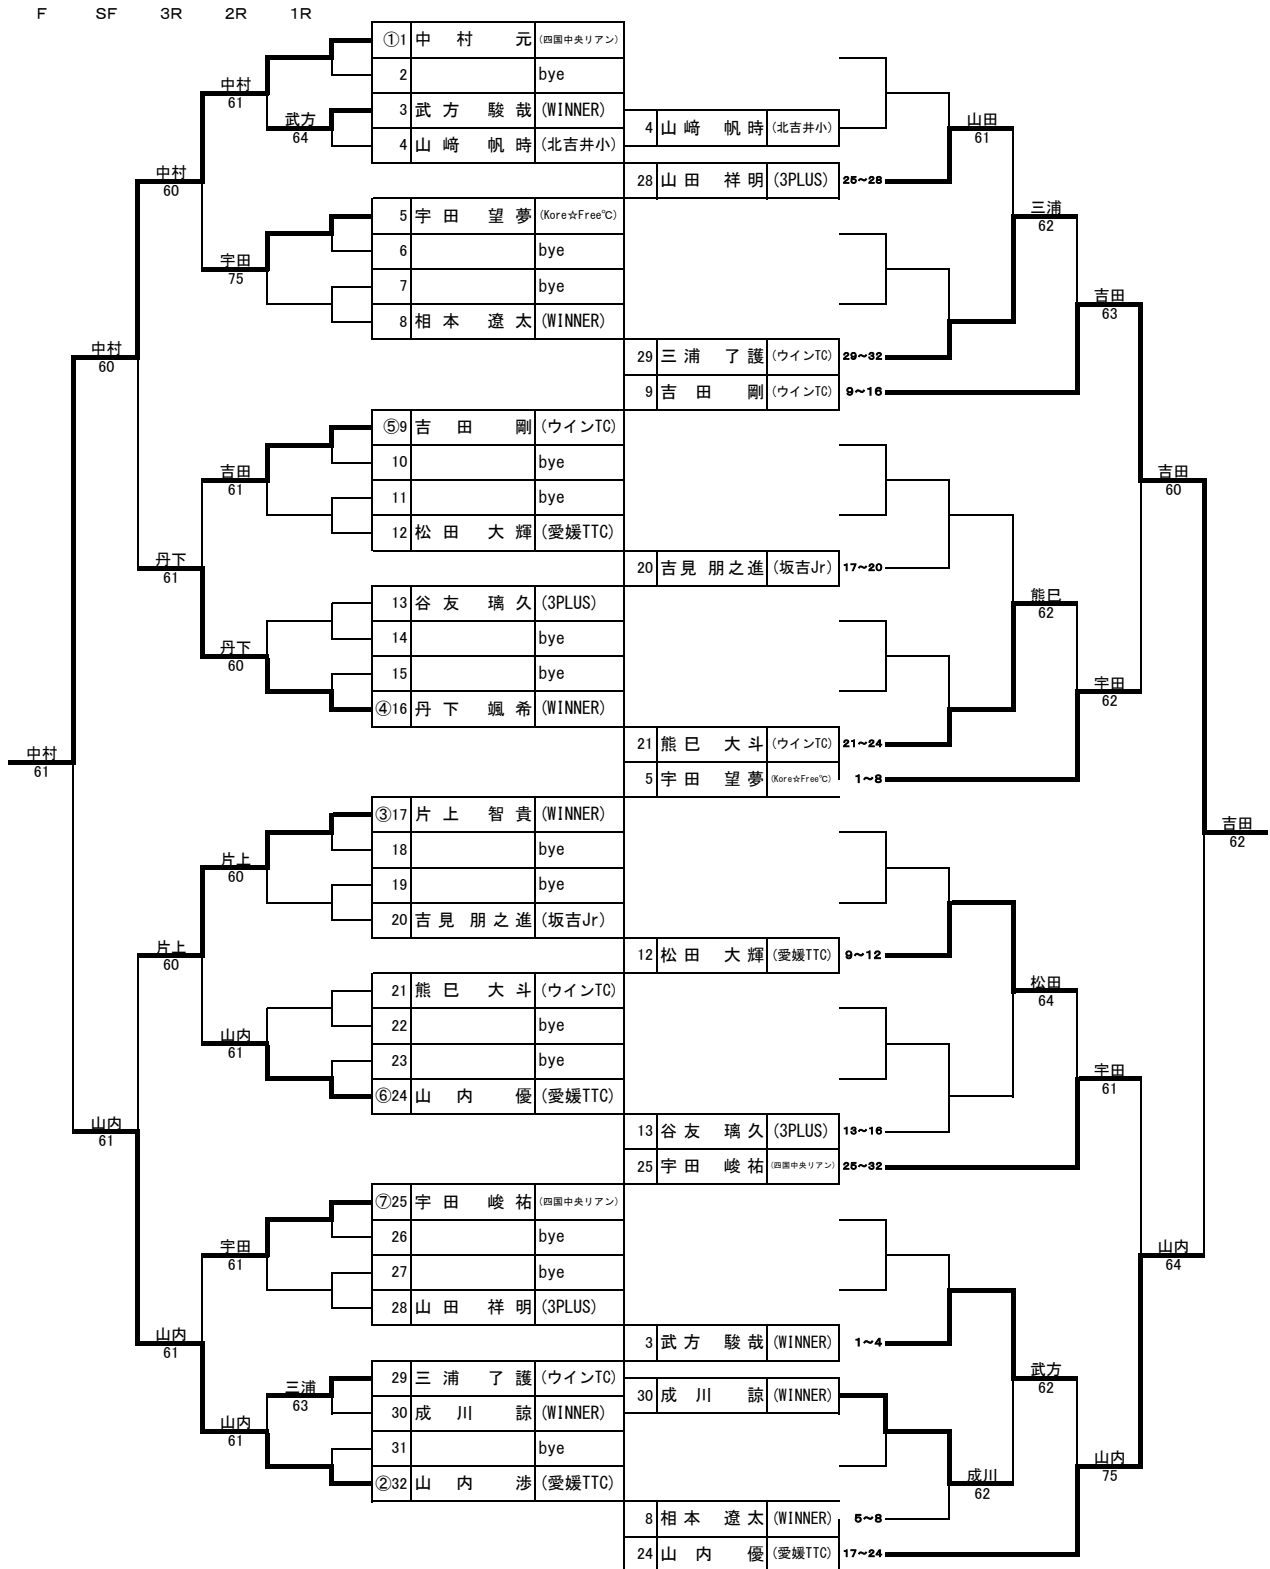 F SF 3R 2R 1R
①1 中村 元 (四国中央リアン)
2 bye
中村
61
3 武方 駿哉 (WINNER)
武方
64
4 山﨑 帆時 (北吉井小)
4 山﨑 帆時 (北吉井小)
山田
61
中村
60
28 山田 祥明 (3PLUS) 25~28
5 宇田 望夢 (Kore☆Free℃)
三浦
62
6 bye
宇田
75
7 bye
吉田
63
8 相本 遼太 (WINNER)
中村
60
29 三浦 了護 (ウインTC) 29~32
9 吉田 剛 (ウインTC) 9~16
⑤9 吉田 剛 (ウインTC)
10 bye
吉田
61
吉田
60
11 bye
12 松田 大輝 (愛媛TTC)
丹下
61
20 吉見 朋之進 (坂吉Jr) 17~20
13 谷友 璃久 (3PLUS)
熊巳
62
14 bye
丹下
60
15 bye
宇田
62
④16 丹下 颯希 (WINNER)
21 熊巳 大斗 (ウインTC) 21~24
中村
61
5 宇田 望夢 (Kore☆Free℃) 1~8
③17 片上 智貴 (WINNER)
吉田
62
18 bye
片上
60
19 bye
20 吉見 朋之進 (坂吉Jr)
片上
60
12 松田 大輝 (愛媛TTC) 9~12
21 熊巳 大斗 (ウインTC)
松田
64
22 bye
山内
61
23 bye
宇田
61
⑥24 山内 優 (愛媛TTC)
山内
61
13 谷友 璃久 (3PLUS) 13~16
25 宇田 峻祐 (四国中央リアン) 25~32
⑦25 宇田 峻祐 (四国中央リアン)
26 bye
宇田
61
山内
64
27 bye
28 山田 祥明 (3PLUS)
山内
61
3 武方 駿哉 (WINNER) 1~4
29 三浦 了護 (ウインTC)
三浦
63
武方
62
30 成川 諒 (WINNER)
30 成川 諒 (WINNER)
山内
61
31 bye
山内
75
②32 山内 渉 (愛媛TTC)
成川
62
8 相本 遼太 (WINNER) 5~8
24 山内 優 (愛媛TTC) 17~24